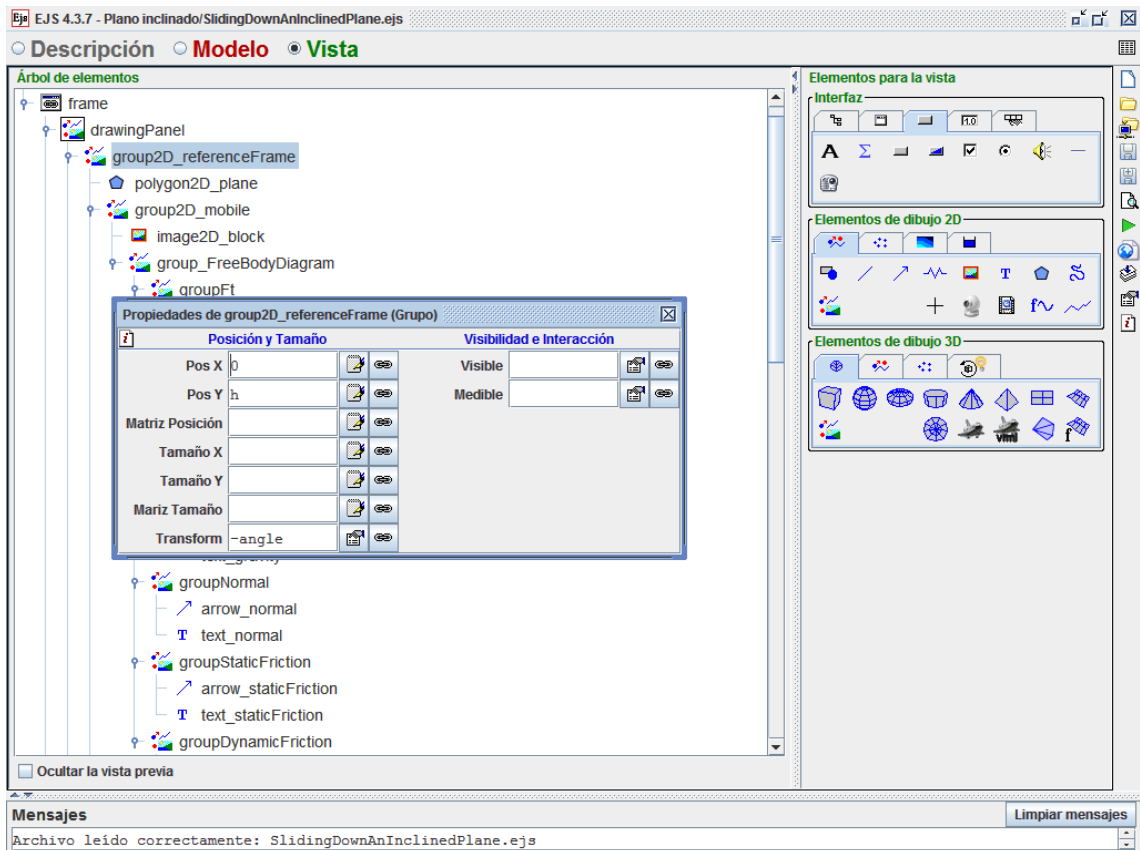 EJS 4.3.7 - Plano inclinado/SlidingDownAnInclinedPlane.ejs
Descripción Modelo Vista
Árbol de elementos
frame
drawingPanel
group2D_referenceFrame
polygon2D_plane
group2D_mobile
image2D_block
group_FreeBodyDiagram
groupFt
Propiedades de group2D_referenceFrame (Grupo)
Posición y Tamaño Visibilidad e Interacción
Pos X 0 Visible
Pos Y h Medible
Matriz Posición
Tamaño X
Tamaño Y
Mariz Tamaño
Transform -angle
text_gravity
groupNormal
arrow_normal
T text_normal
groupStaticFriction
arrow_staticFriction
T text_staticFriction
groupDynamicFriction
Ocultar la vista previa
Elementos para la vista
Interfaz
A Σ
Elementos de dibujo 2D
T
Elementos de dibujo 3D
vrml
f
Mensajes Limpiar mensajes
Archivo leído correctamente: SlidingDownAnInclinedPlane.ejs